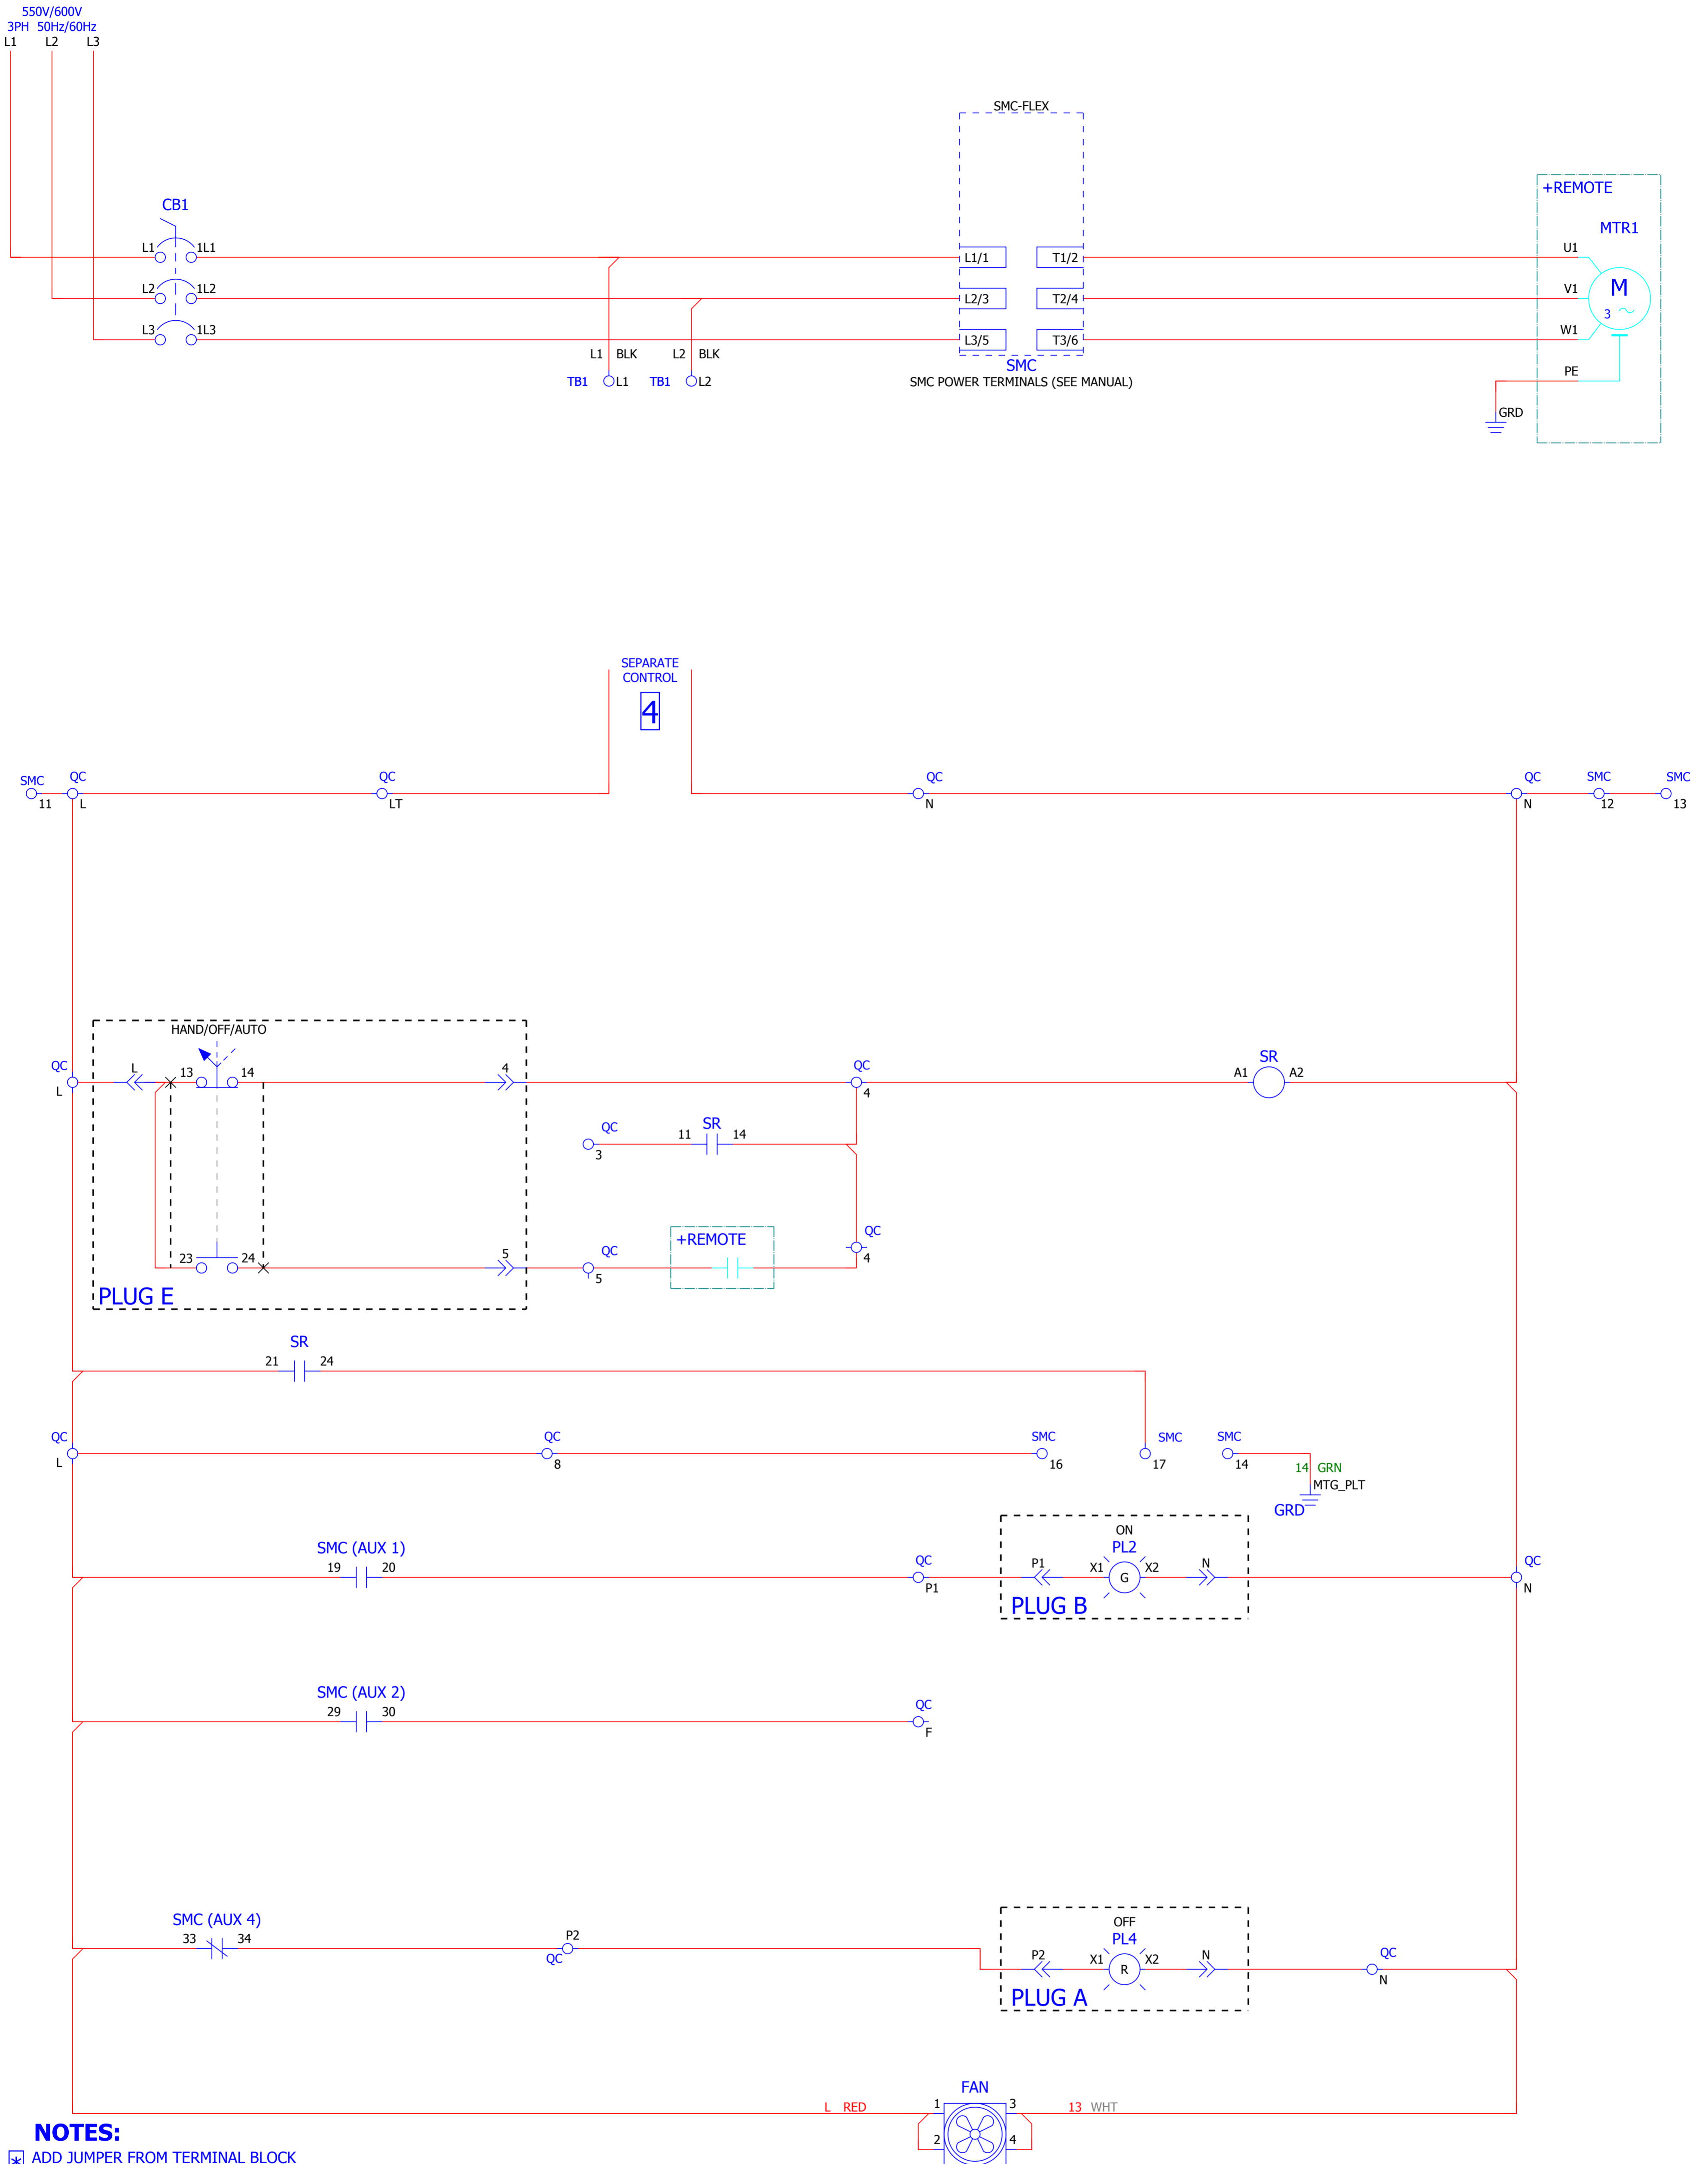 550V/600V
3PH 50Hz/60Hz
L1 L2 L3
SMC-FLEX
+REMOTE
CB1
MTR1
L1 1L1 L1/1 T1/2 U1
L2 1L2 L2/3 T2/4 V1
M
3
L3 1L3 L3/5 T3/6 W1
L1 BLK L2 BLK
SMC
PE
TB1 L1 TB1 L2
SMC POWER TERMINALS (SEE MANUAL)
GRD
SEPARATE
CONTROL
4
SMC QC QC QC QC SMC SMC
11 L LT N N 12 13
HAND/OFF/AUTO
QC L 13 14 4 QC SR
A1 A2
L 4
QC SR
11 14
3
QC
+REMOTE
QC
23 24 5 4
5
PLUG E
SR
21 24
QC QC SMC SMC SMC
L 8 16 17 14
14 GRN
MTG_PLT
GRD
ON
SMC (AUX 1) PL2
19 20 QC P1 X1 X2 N QC
G
P1 N
PLUG B
SMC (AUX 2)
29 30 QC
F
SMC (AUX 4) OFF
33 34 P2 PL4
QC P2 X1 X2 N QC
R
N
PLUG A
FAN
L RED 1 3 13 WHT
NOTES:
2 4
* ADD JUMPER FROM TERMINAL BLOCK